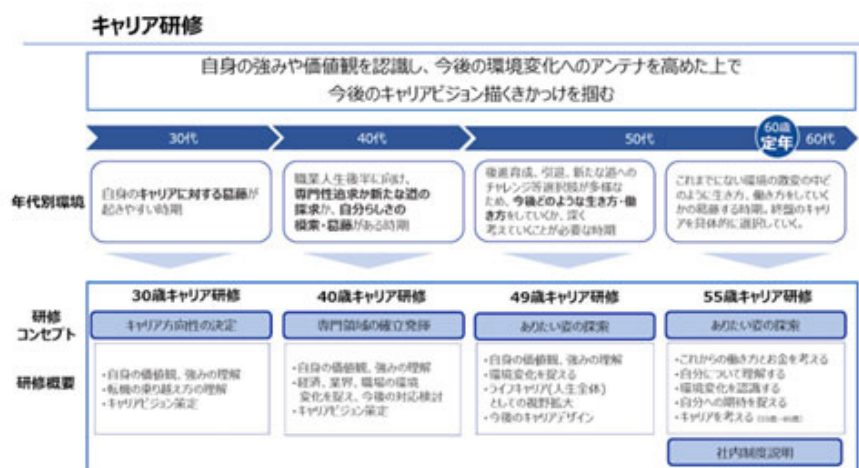 キャリア研修
自身の強みや価値観を認識し、今後の環境変化へのアンテナを高めた上で
今後のキャリアビジョン描くきかっけを掴む
30代
40代
50代
60歳
定年
60代
年代別環境
自身のキャリアに対する葛藤が
起きやすい時期
職業人生後半に向け、
専門性追求か新たな道の
探求か、自分らしさの
模索・葛藤がある時期
後進育成、引退、新たな道への
チャレンジ等選択肢が多様な
ため、今後どのような生き方・働
き方をしていくか、深く
考えていくことが必要な時期
これまでにない環境の激変の中ど
のように生き方、働き方をしていく
かの葛藤する時期。終盤のキャリ
アを具体的に選択していく。
研修
コンセプト
30歳キャリア研修
40歳キャリア研修
49歳キャリア研修
55歳キャリア研修
キャリア方向性の決定
専門領域の確立発揮
ありたい姿の探索
ありたい姿の探索
研修概要
・自身の価値観、強みの理解
・転機の乗り越え方の理解
・キャリアビジョン策定
・自身の価値観、強みの理解
・経済、業界、職場の環境
変化を捉え、今後の対応検討
・キャリアビジョン策定
・自身の価値観、強みの理解
・環境変化を捉える
・ライフキャリア(人生全体)
としての視野拡大
・今後のキャリアデザイン
・これからの働き方とお金を考える
・自分について理解する
・環境変化を認識する
・自分への期待を捉える
・キャリアを考える
社内制度説明